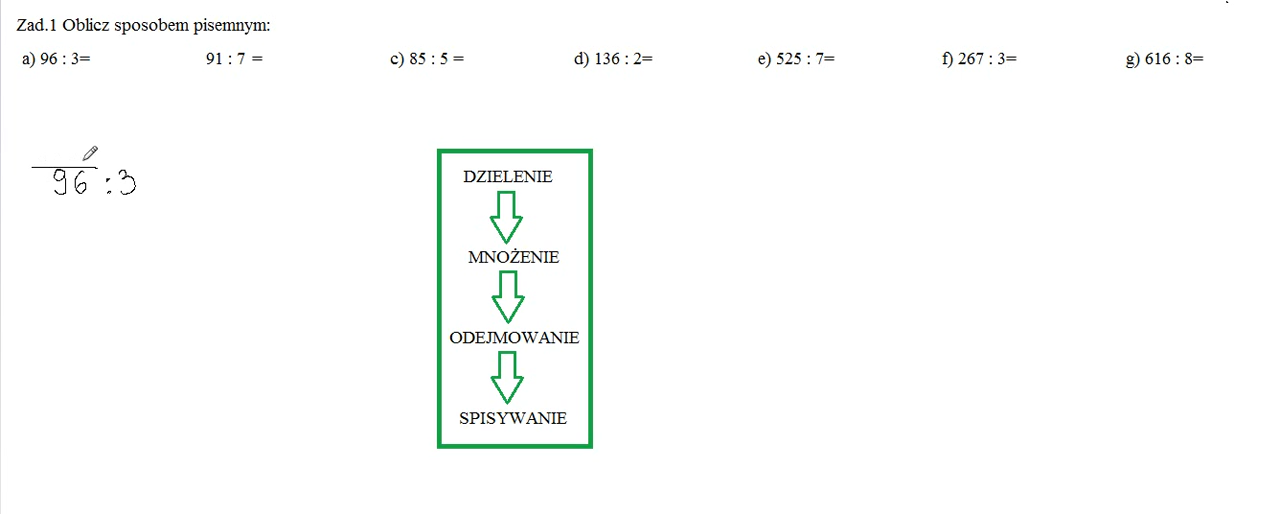 Zad.1 Oblicz sposobem pisemnym:
a) 96 : 3= 91 : 7 = c) 85 : 5 = d) 136 : 2= e) 525 : 7= f) 267 : 3= g) 616 : 8=
96 : 3
DZIELENIE
MNOŻENIE
ODEJMOWANIE
SPISYWANIE